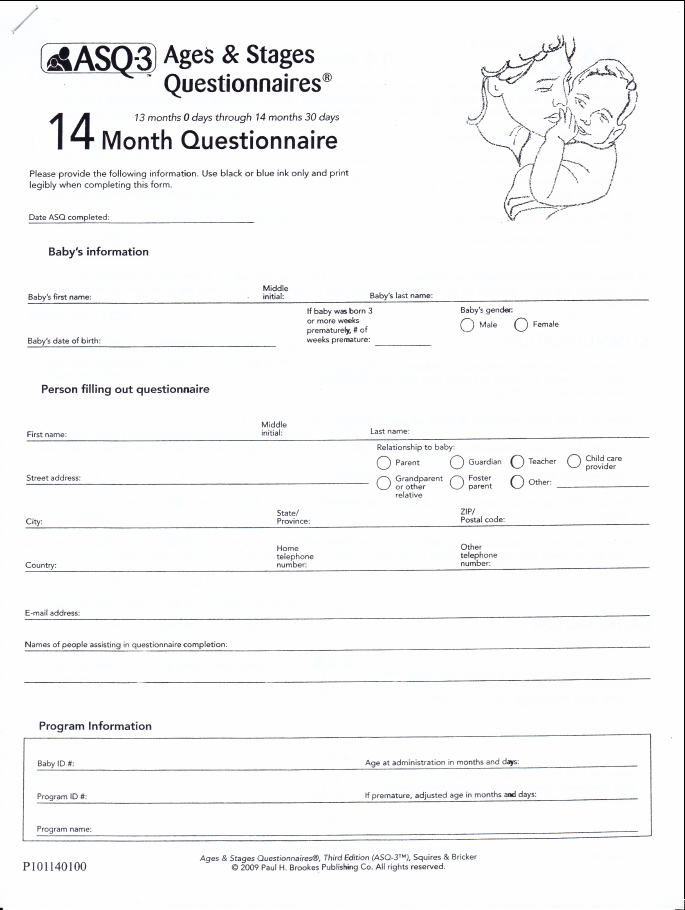 ASQ-3™ Ages & Stages
Questionnaires®
13 months 0 days through 14 months 30 days
14 Month Questionnaire
Please provide the following information. Use black or blue ink only and print
legibly when completing this form.
Date ASQ completed:
Baby's information
Baby's first name: Middle initial: Baby's last name:
If baby was born 3
or more weeks
prematurely, # of
weeks premature:
Baby's gender:
Male Female
Baby's date of birth:
Person filling out questionnaire
First name: Middle initial: Last name:
Relationship to baby:
Parent Guardian Teacher Child care provider
Street address:
Grandparent or other relative Foster parent Other:
City: State/ Province: ZIP/ Postal code:
Country: Home telephone number: Other telephone number:
E-mail address:
Names of people assisting in questionnaire completion:
Program Information
Baby ID #: Age at administration in months and days:
Program ID #: If premature, adjusted age in months and days:
Program name:
P101140100
Ages & Stages Questionnaires®, Third Edition (ASQ-3™), Squires & Bricker
© 2009 Paul H. Brookes Publishing Co. All rights reserved.